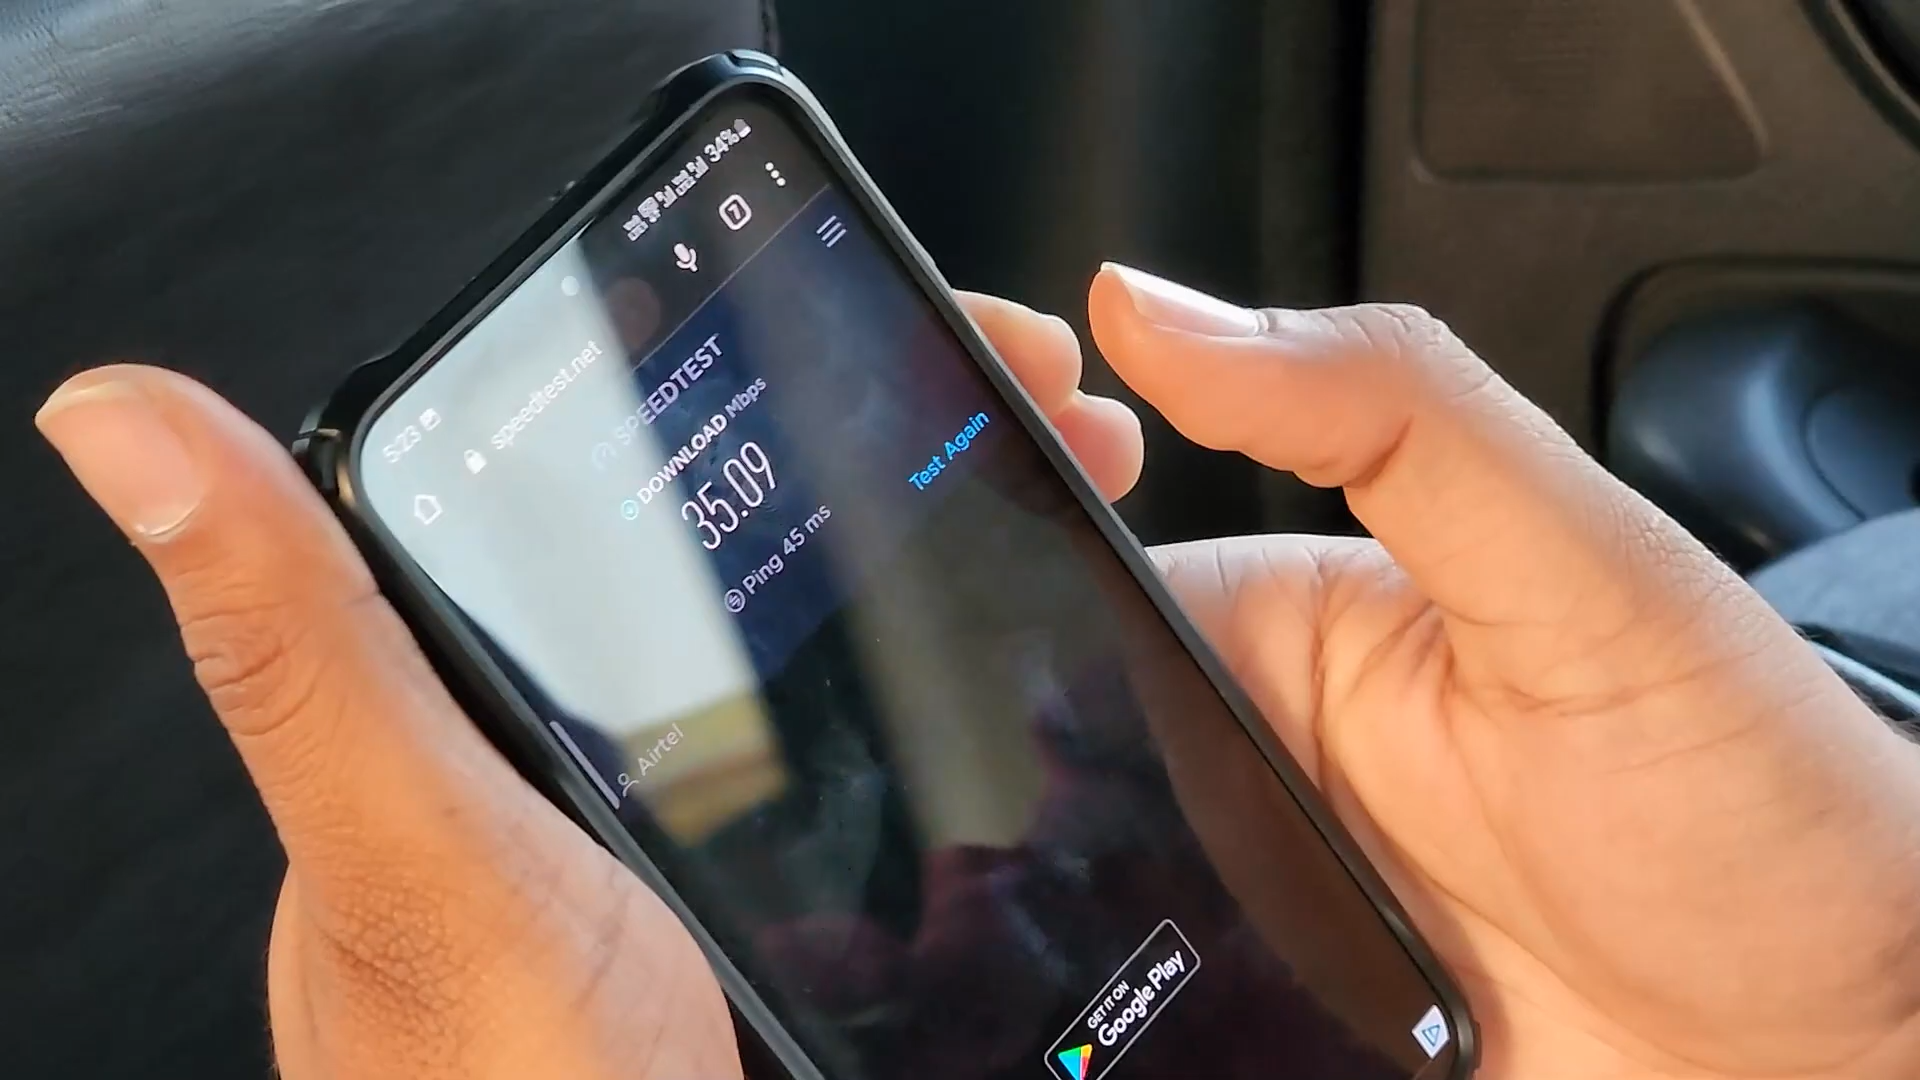 5:23
34%
speedtest.net
7
SPEEDTEST
DOWNLOAD Mbps
35.09
Ping 45 ms
Test Again
Airtel
GET IT ON
Google Play